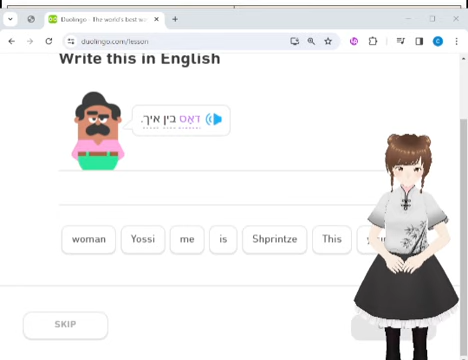 Duolingo - The world's best
duolingo.com/lesson
Write this in English
דאָס בין איך.
woman Yossi me is Shprintze This
SKIP